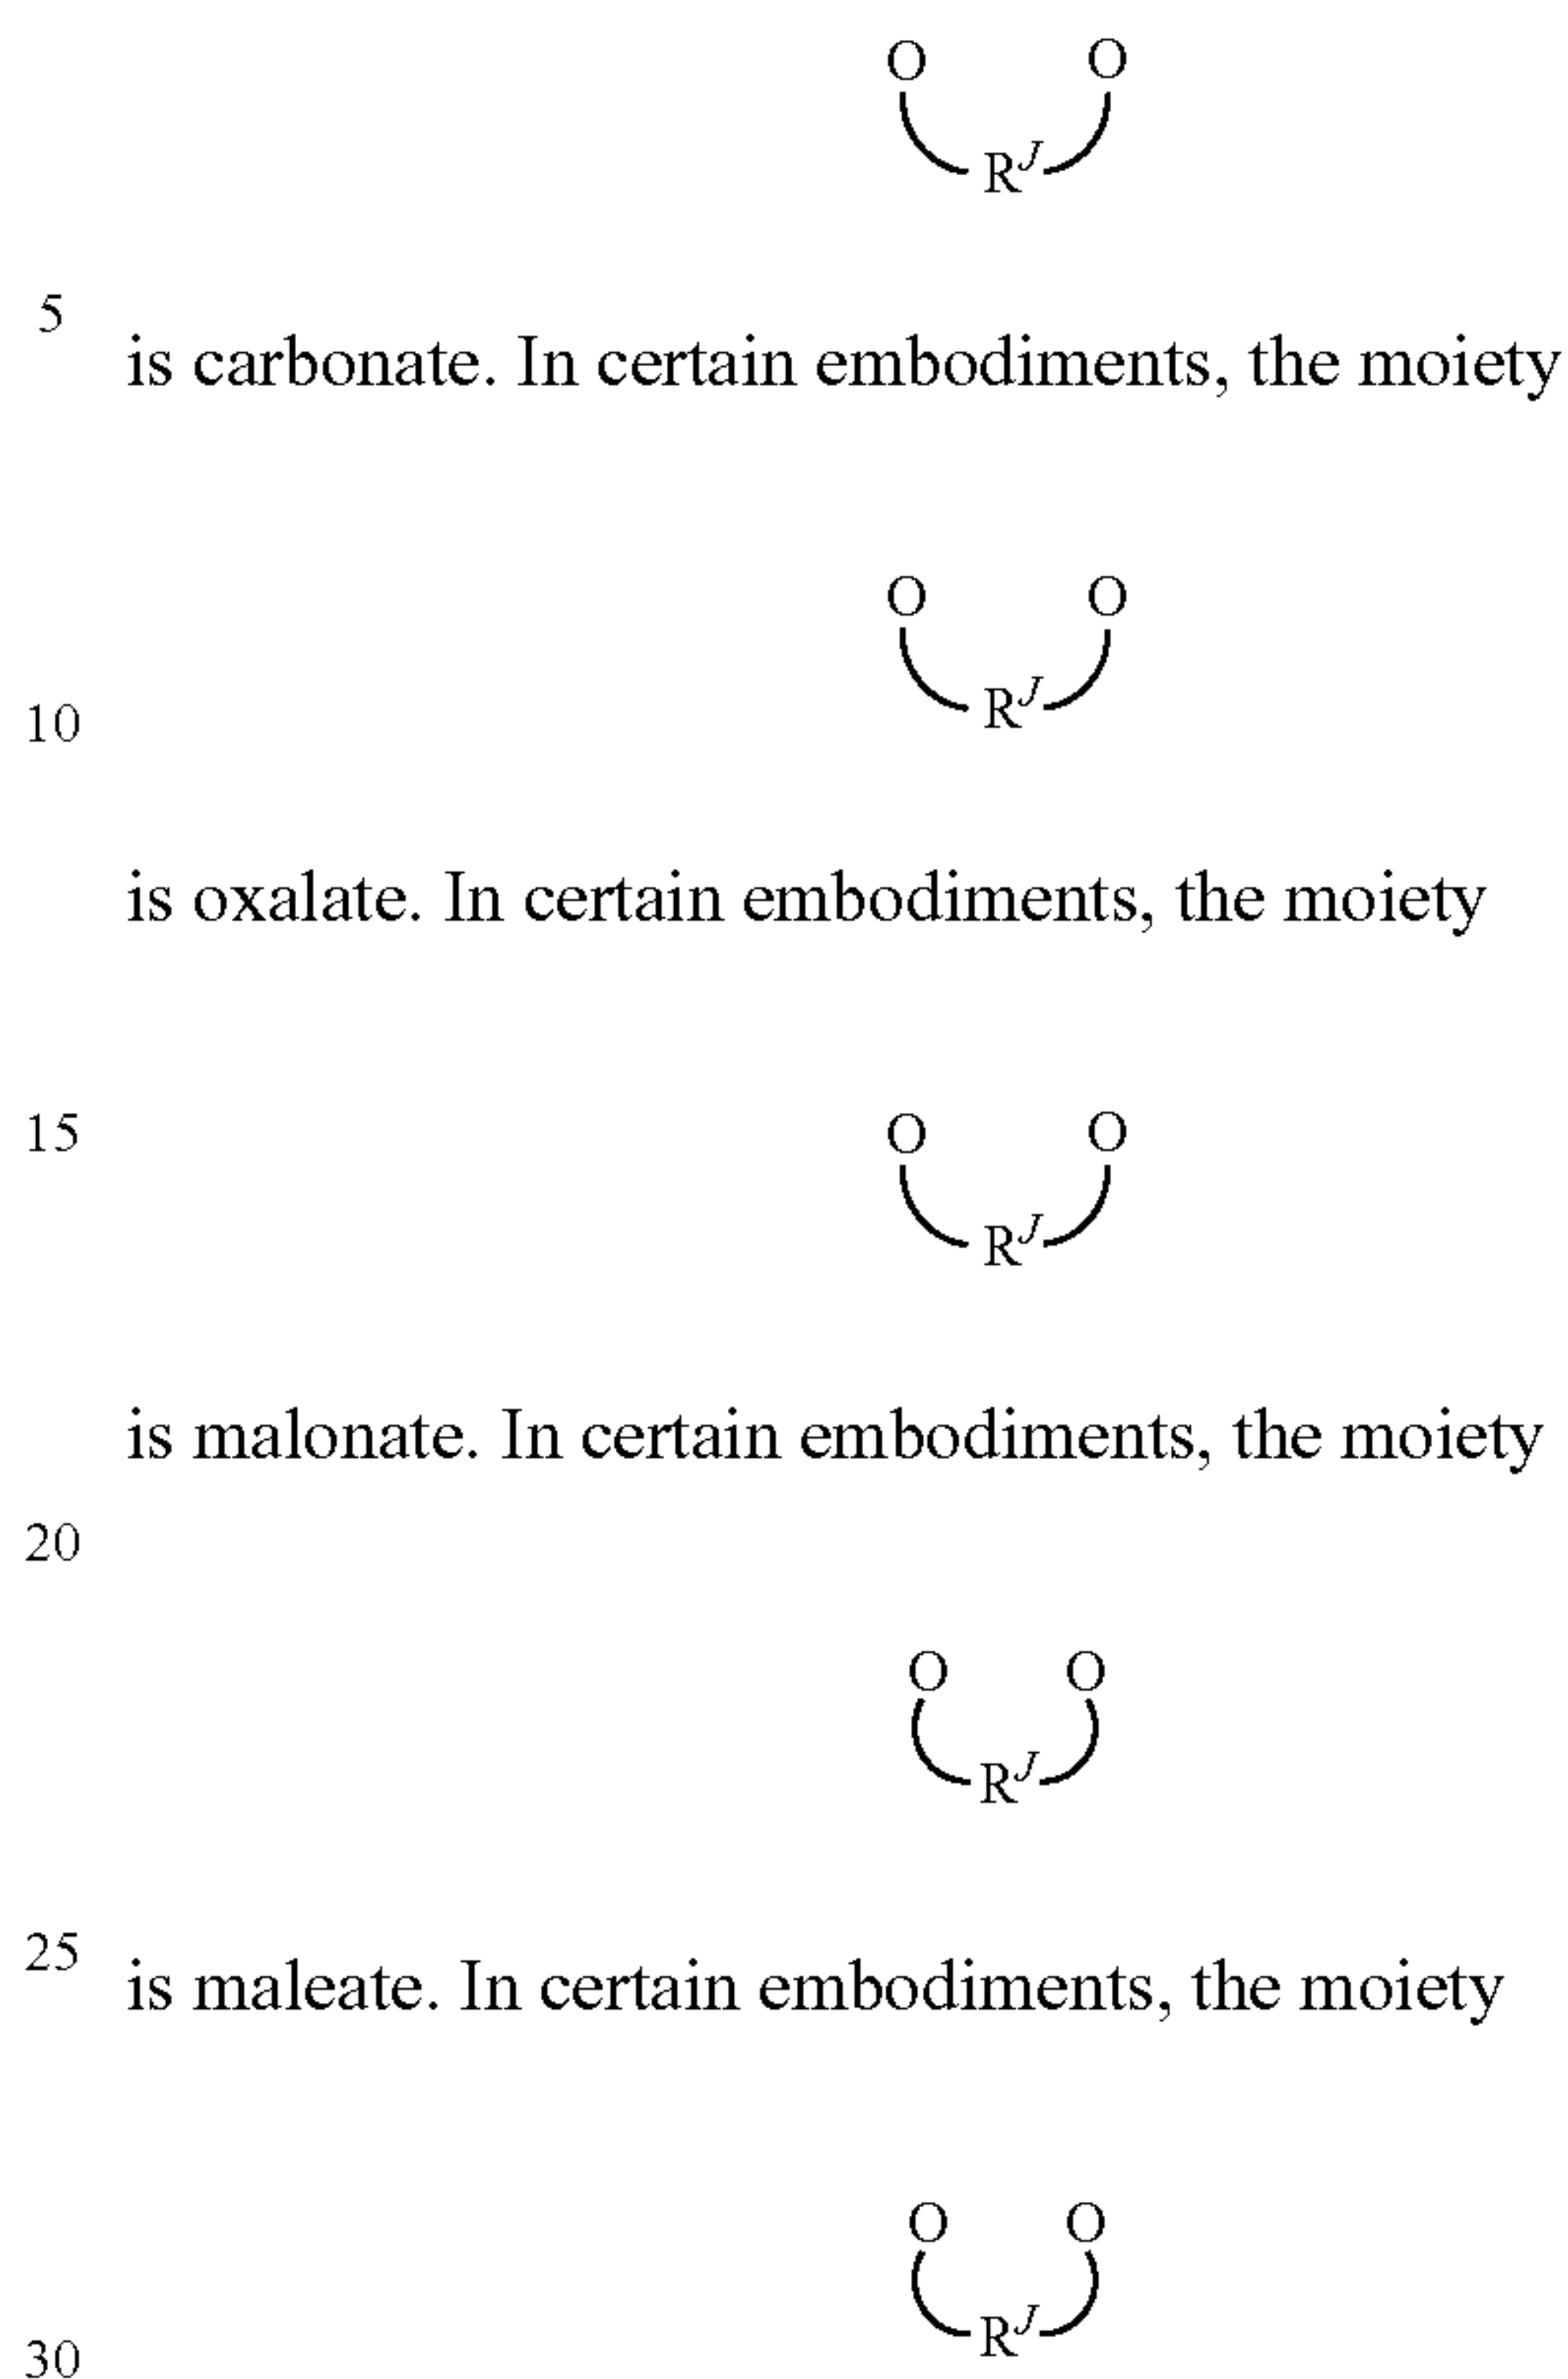 O O
R^J
5
is carbonate. In certain embodiments, the moiety
O O
R^J
10
is oxalate. In certain embodiments, the moiety
15
O O
R^J
is malonate. In certain embodiments, the moiety
20
O O
R^J
25
is maleate. In certain embodiments, the moiety
O O
R^J
30